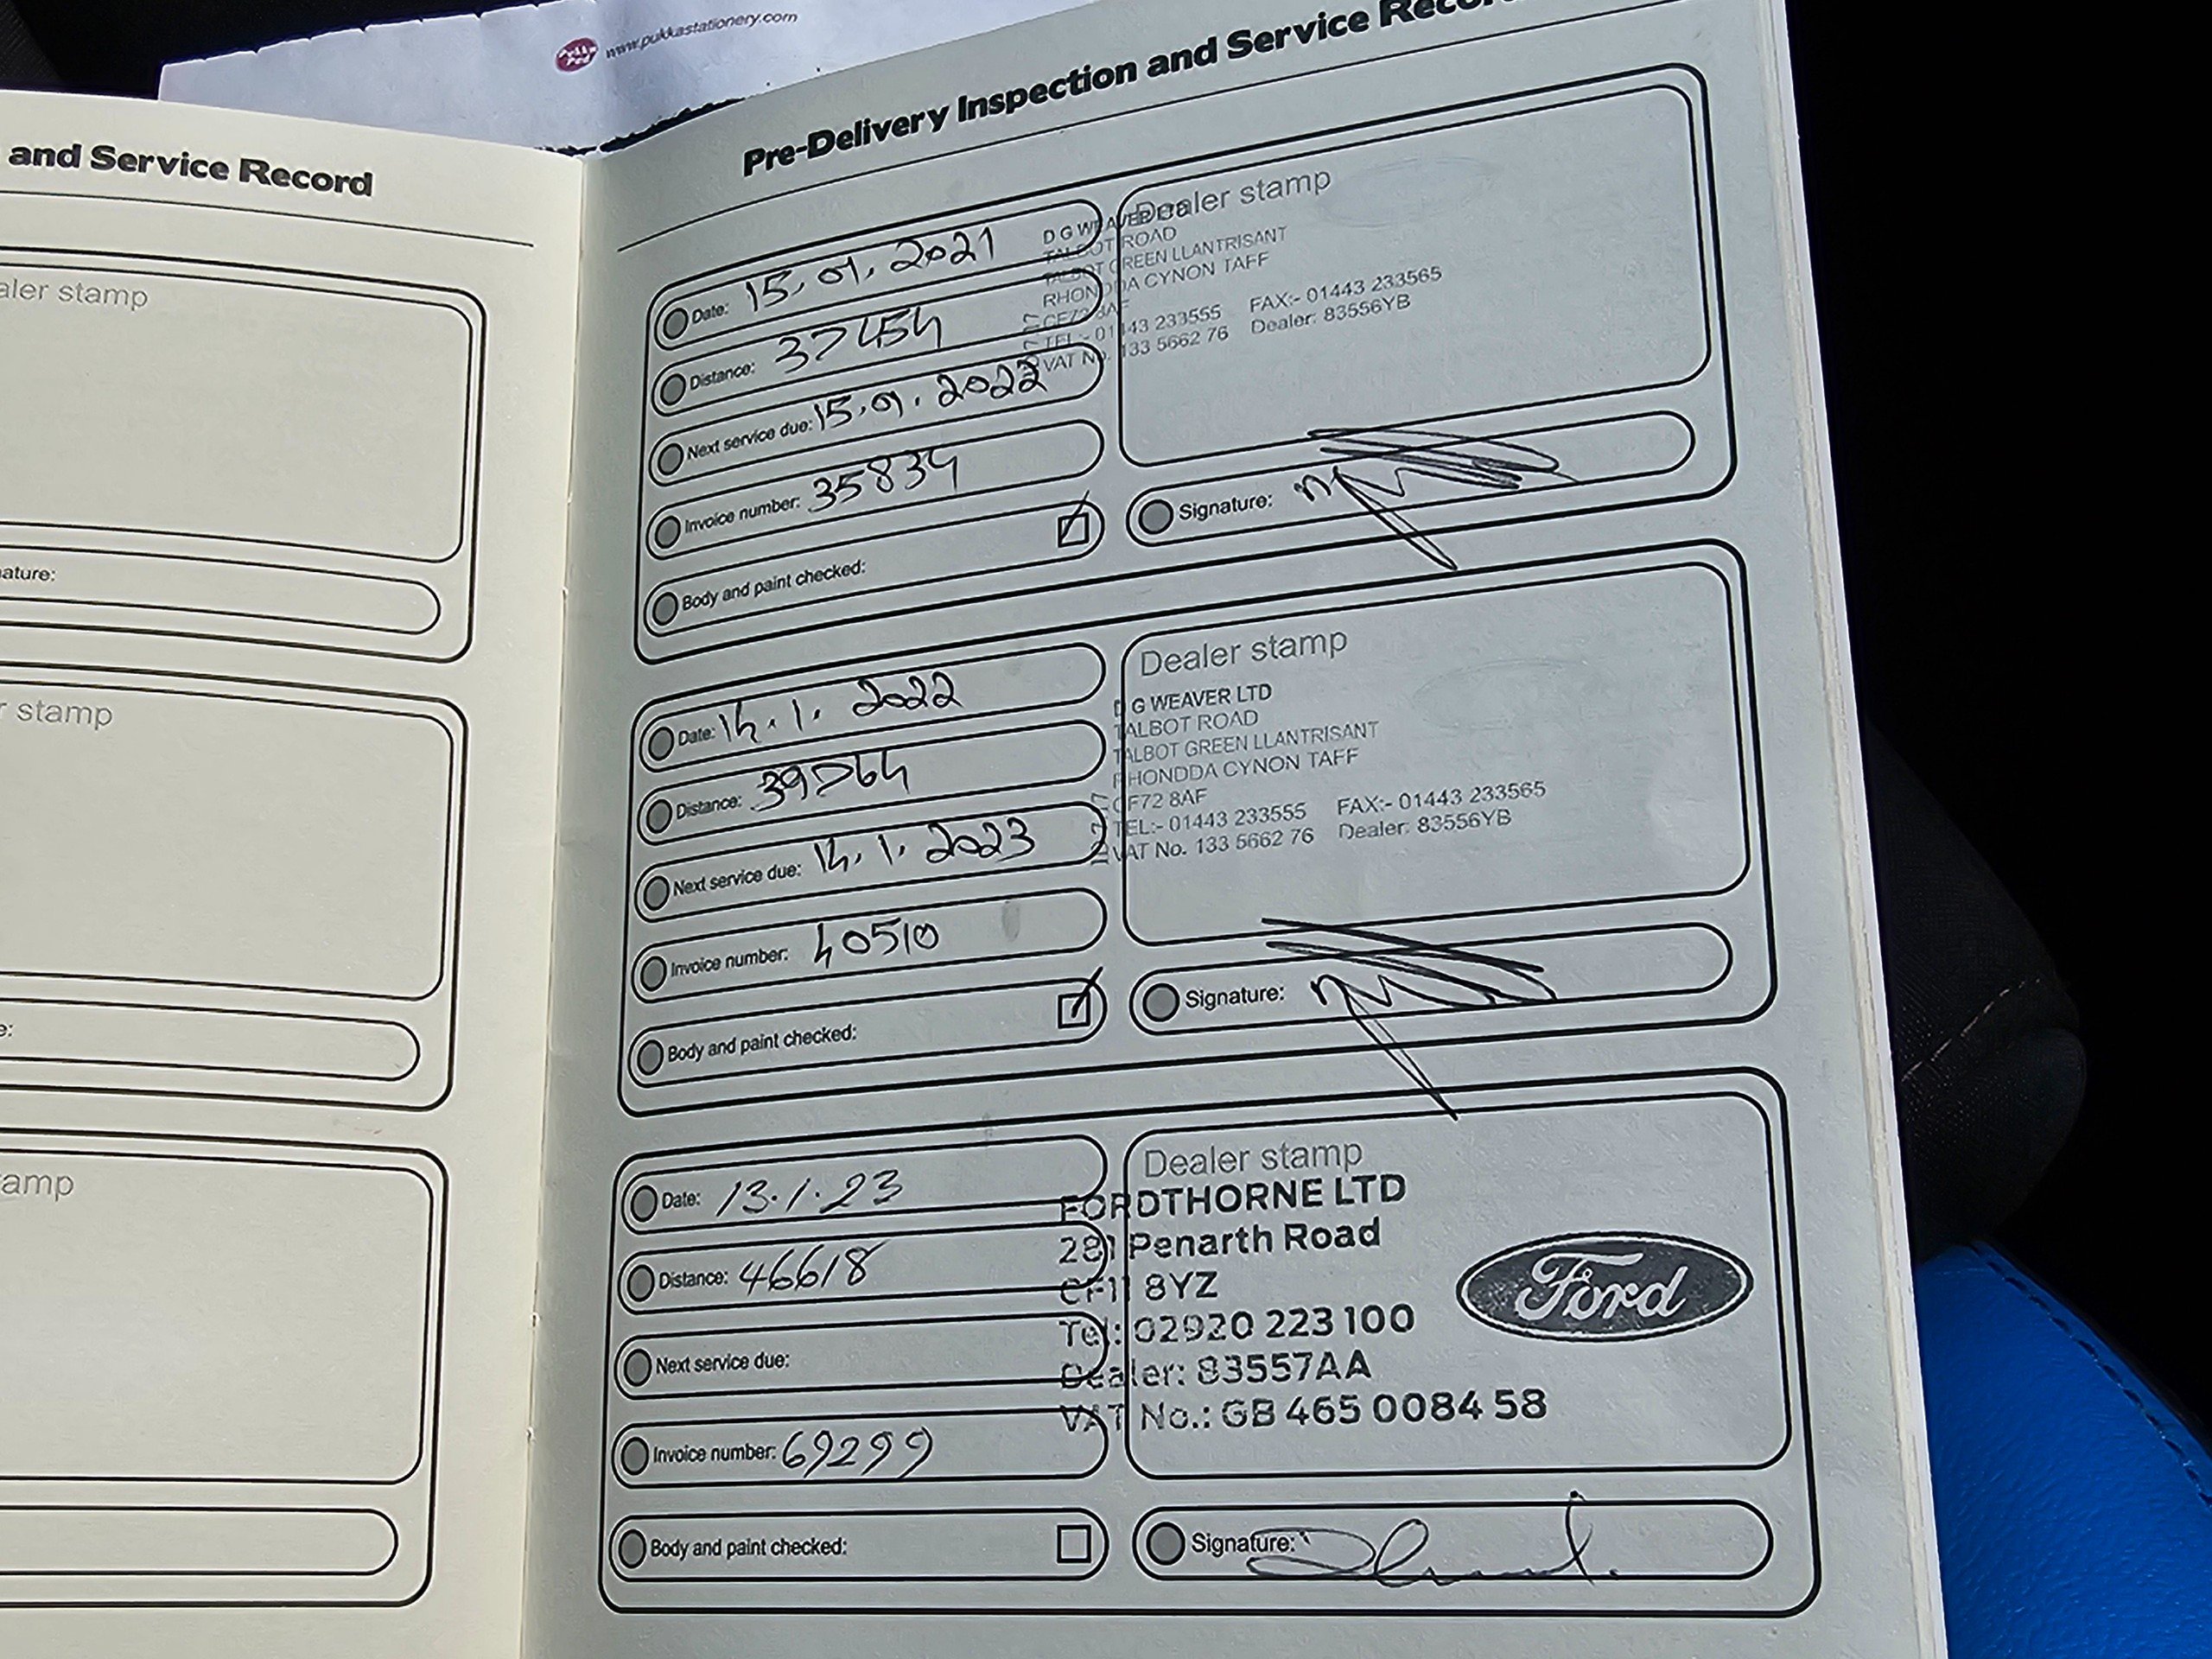 www.pukkastationery.com
and Service Record
aler stamp
ature:
r stamp
e:
amp
Pre-Delivery Inspection and Service Record
Date: 15.01.2021
Distance: 37454
Next service due: 15.01.2022
Invoice number: 35834
Body and paint checked:
Dealer stamp
D G WEAVER LTD
TALBOT ROAD
TALBOT GREEN LLANTRISANT
RHONDDA CYNON TAFF
CF72 8AF
TEL:- 01443 233555 FAX:- 01443 233565
VAT No. 133 5662 76 Dealer: 83556YB
Signature:
Date: 14.1.2022
Distance: 39764
Next service due: 14.1.2023
Invoice number: 40510
Body and paint checked:
Dealer stamp
D G WEAVER LTD
TALBOT ROAD
TALBOT GREEN LLANTRISANT
RHONDDA CYNON TAFF
CF72 8AF
TEL:- 01443 233555 FAX:- 01443 233565
VAT No. 133 5662 76 Dealer: 83556YB
Signature:
Date: 13.1.23
Distance: 46618
Next service due:
Invoice number: 69299
Body and paint checked:
Dealer stamp
FORDTHORNE LTD
281 Penarth Road
CF11 8YZ
Tel: 02920 223 100
Dealer: 83557AA
VAT No.: GB 465 0084 58
Ford
Signature: